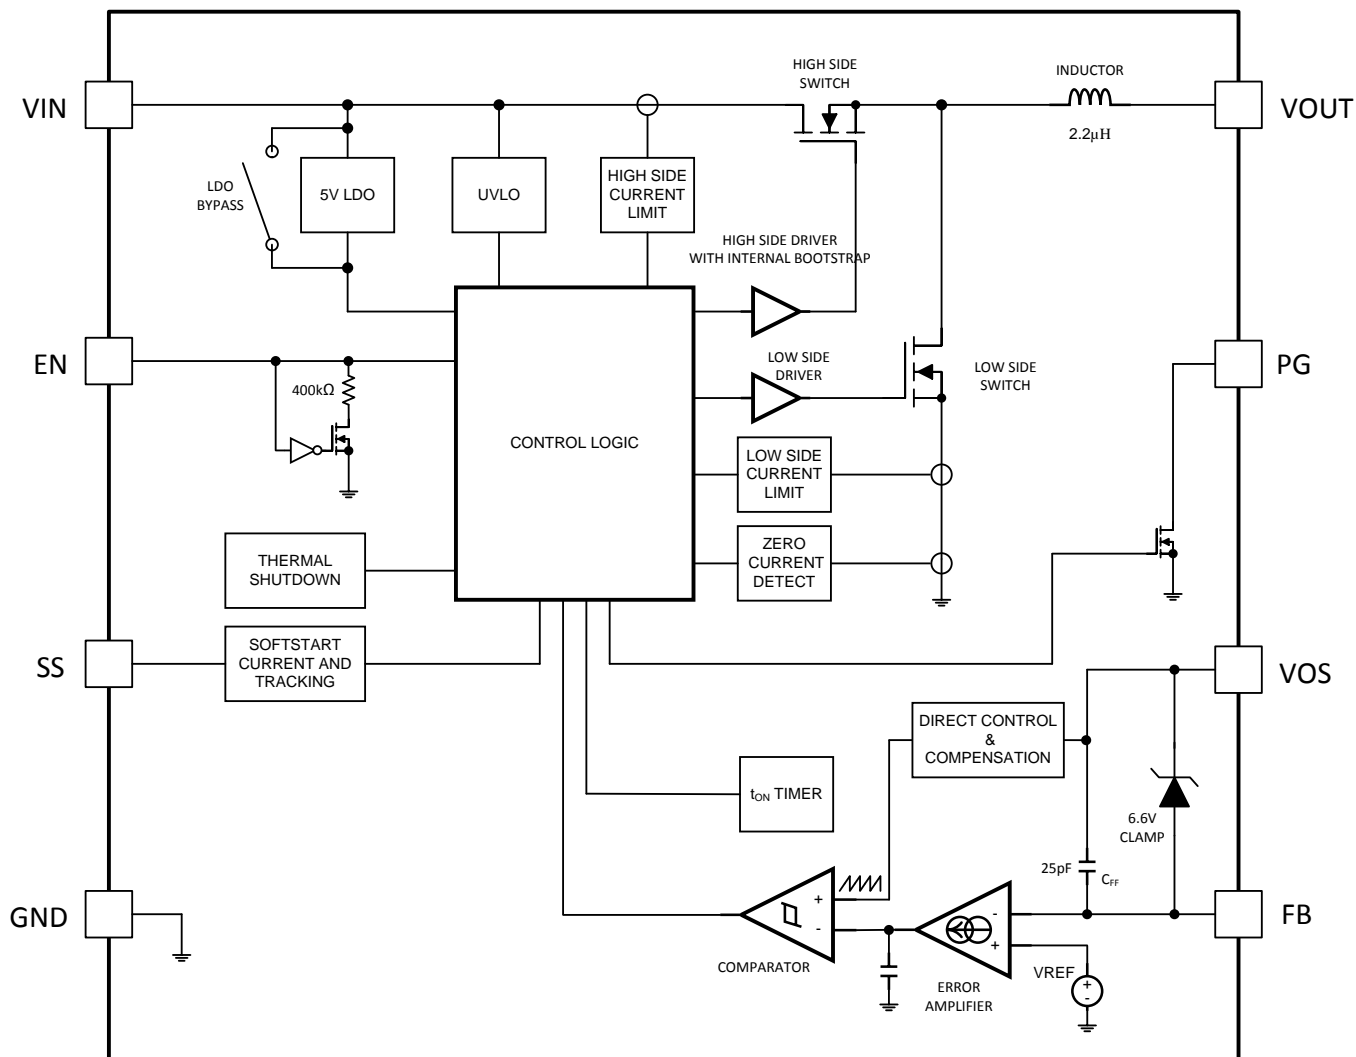 HIGH SIDE
SWITCH
INDUCTOR
VIN
VOUT
2.2µH
LDO
BYPASS
5V LDO
UVLO
HIGH SIDE
CURRENT
LIMIT
HIGH SIDE DRIVER
WITH INTERNAL BOOTSTRAP
EN
PG
LOW SIDE
DRIVER
LOW SIDE
SWITCH
400kΩ
CONTROL LOGIC
LOW SIDE
CURRENT
LIMIT
THERMAL
SHUTDOWN
ZERO
CURRENT
DETECT
SS
SOFTSTART
CURRENT AND
TRACKING
VOS
DIRECT CONTROL
&
COMPENSATION
tON TIMER
6.6V
CLAMP
25pF
CFF
GND
FB
+
-
-
+
COMPARATOR
ERROR
AMPLIFIER
VREF
+
-